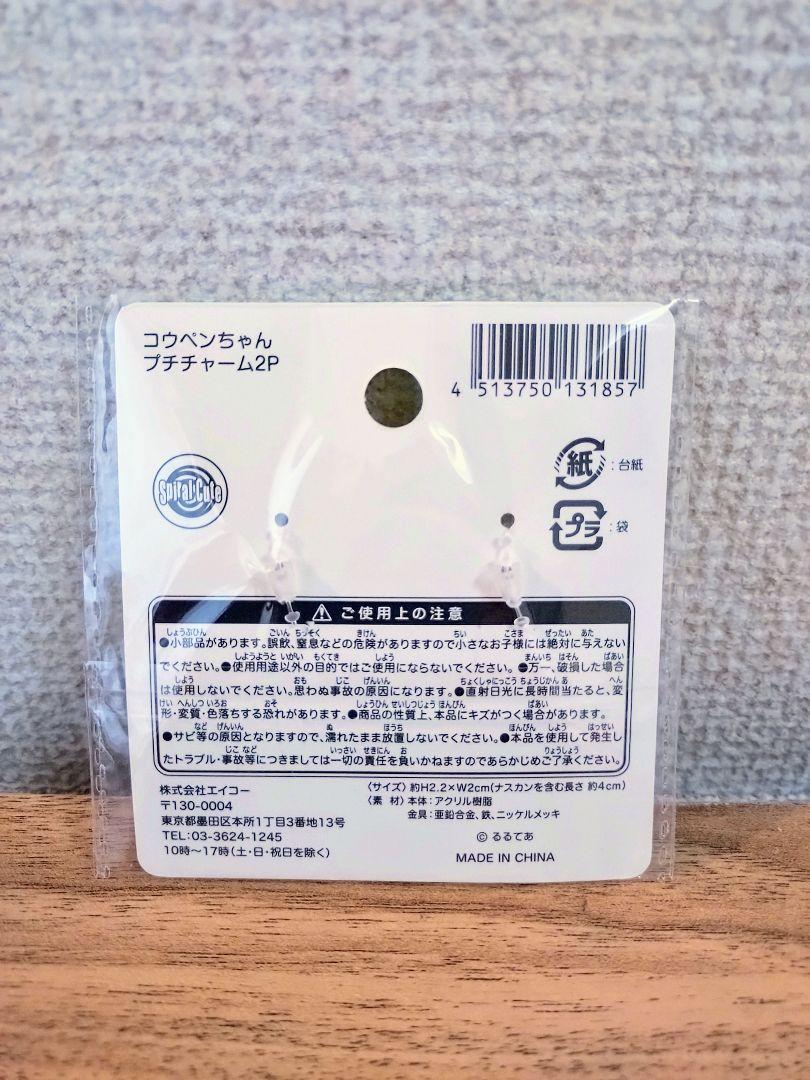 コウペンちゃん
プチチャーム2P
4 513750 131857
Spiral Cute
紙:台紙
プラ:袋
⚠ ご使用上の注意
●小部品があります。誤飲、窒息などの危険がありますので小さなお子様には絶対に与えない
でください。●使用用途以外の目的ではご使用にならないでください。●万一、破損した場合
は使用しないでください。思わぬ事故の原因になります。●直射日光に長時間当たると、変
形・変質・色落ちする恐れがあります。●商品の性質上、本品にキズがつく場合があります。
●サビ等の原因となりますので、濡れたまま放置しないでください。●本品を使用して発生し
たトラブル・事故等につきましては一切の責任を負いかねますのであらかじめご了承ください。
株式会社エイコー
〒130-0004
東京都墨田区本所1丁目3番地13号
TEL:03-3624-1245
10時〜17時(土・日・祝日を除く)
〈サイズ〉約H2.2×W2cm(ナスカンを含む長さ 約4cm)
〈素 材〉本体:アクリル樹脂
金具:亜鉛合金、鉄、ニッケルメッキ
© るるてあ
MADE IN CHINA